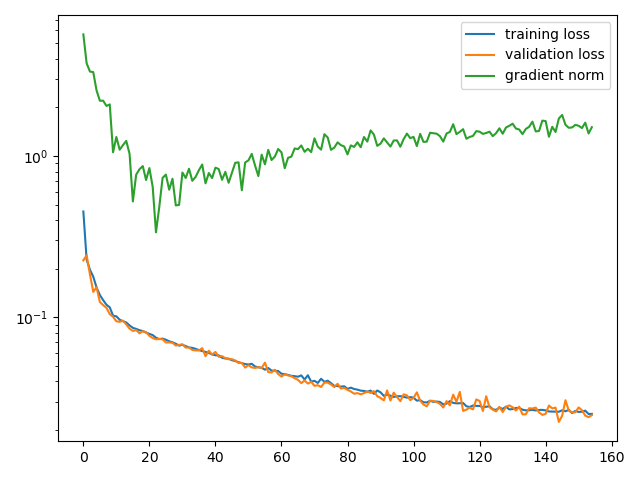 training loss
validation loss
gradient norm
10⁰
10⁻¹
0 20 40 60 80 100 120 140 160